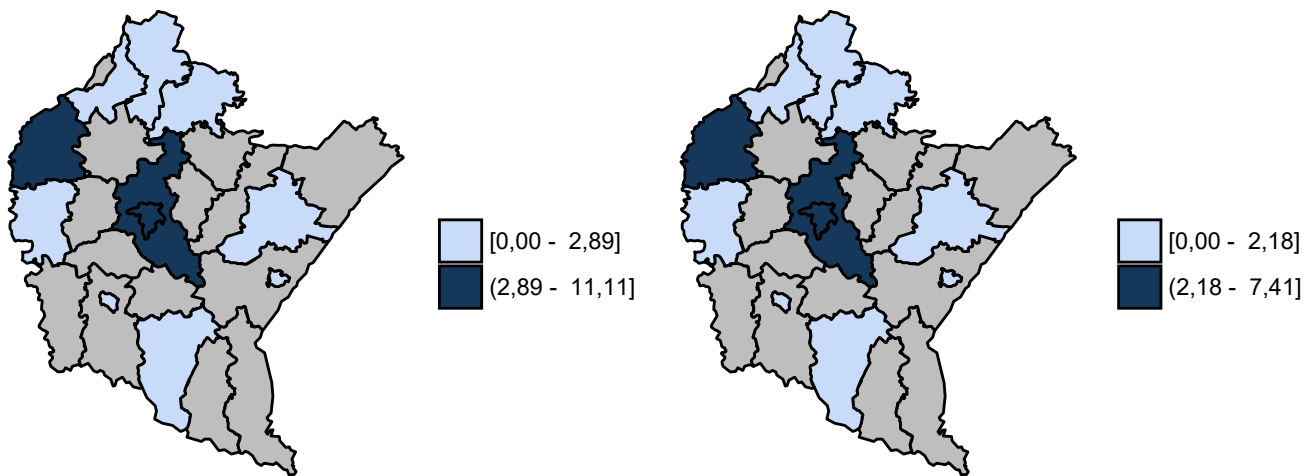 [0,00 - 2,89]
(2,89 - 11,11]
[0,00 - 2,18]
(2,18 - 7,41]